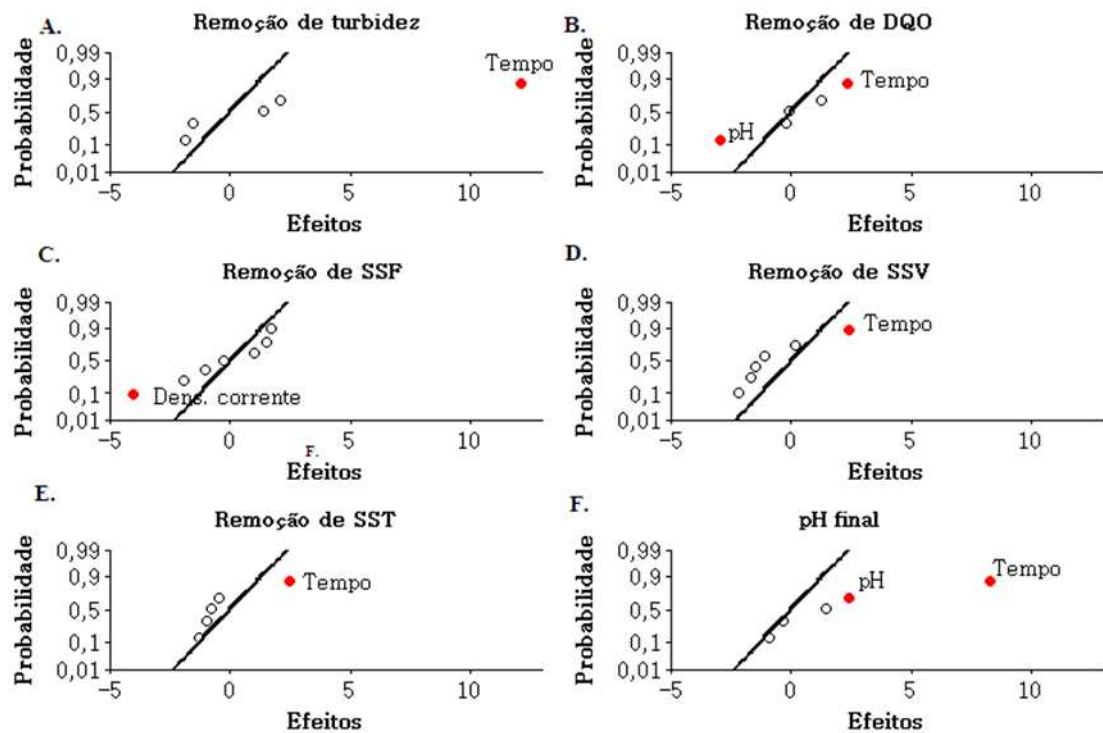 A.
Remoção de turbidez
Probabilidade
0,99
0,9
0,5
0,1
0,01
Tempo
−5
0
5
10
Efeitos
B.
Remoção de DQO
Probabilidade
0,99
0,9
0,5
0,1
0,01
Tempo
pH
−5
0
5
10
Efeitos
C.
Remoção de SSF
Probabilidade
0,99
0,9
0,5
0,1
0,01
Dens. corrente
−5
0
5
10
F.
Efeitos
D.
Remoção de SSV
Probabilidade
0,99
0,9
0,5
0,1
0,01
Tempo
−5
0
5
10
Efeitos
E.
Remoção de SST
Probabilidade
0,99
0,9
0,5
0,1
0,01
Tempo
−5
0
5
10
Efeitos
F.
pH final
Probabilidade
0,99
0,9
0,5
0,1
0,01
pH
Tempo
−5
0
5
10
Efeitos